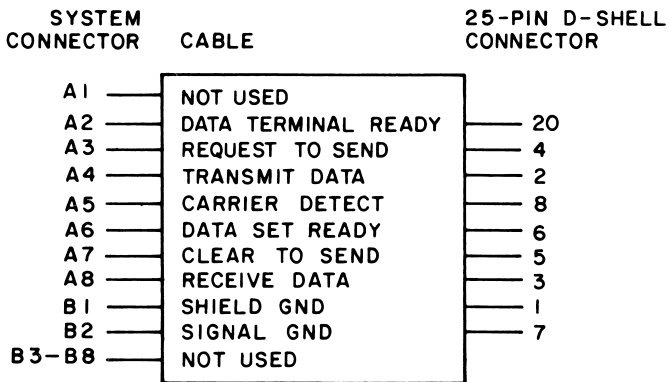 SYSTEM CONNECTOR CABLE 25-PIN D-SHELL CONNECTOR
A1 NOT USED
A2 DATA TERMINAL READY 20
A3 REQUEST TO SEND 4
A4 TRANSMIT DATA 2
A5 CARRIER DETECT 8
A6 DATA SET READY 6
A7 CLEAR TO SEND 5
A8 RECEIVE DATA 3
B1 SHIELD GND 1
B2 SIGNAL GND 7
B3-B8 NOT USED